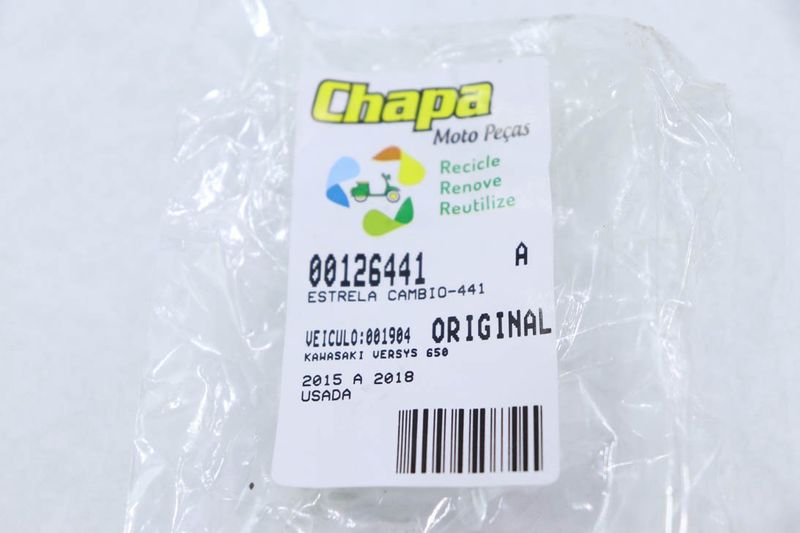 Chapa
Moto Peças
Recicle
Renove
Reutilize
00126441 A
ESTRELA CAMBIO-441
VEICULO:001904 ORIGINAL
KAWASAKI VERSYS 650
2015 A 2018
USADA